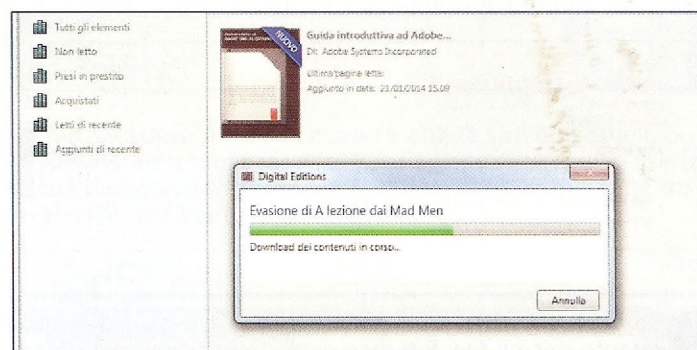 Tutti gli elementi
Non letto
Presi in prestito
Acquistati
Letti di recente
Aggiunti di recente
NUOVO
Guida introduttiva ad Adobe...
Di: Adobe Systems Incorporated
Ultima pagina letta:
Aggiunto in data: 21/01/2014 15.09
Digital Editions
Evasione di A lezione dai Mad Men
Download dei contenuti in corso...
Annulla